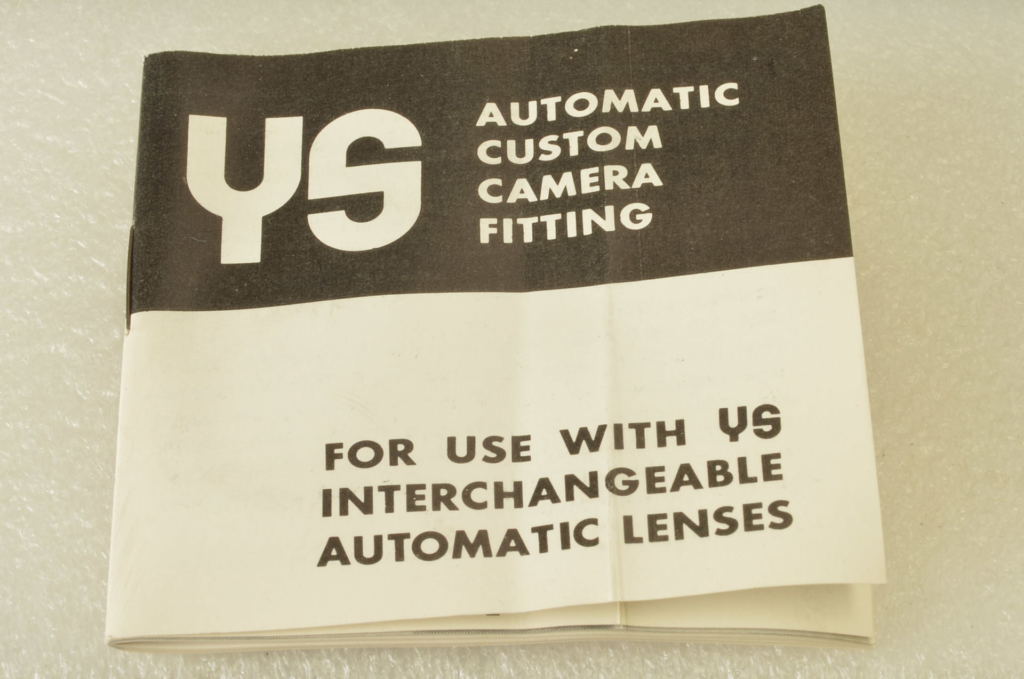 YS
AUTOMATIC
CUSTOM
CAMERA
FITTING
FOR USE WITH YS
INTERCHANGEABLE
AUTOMATIC LENSES